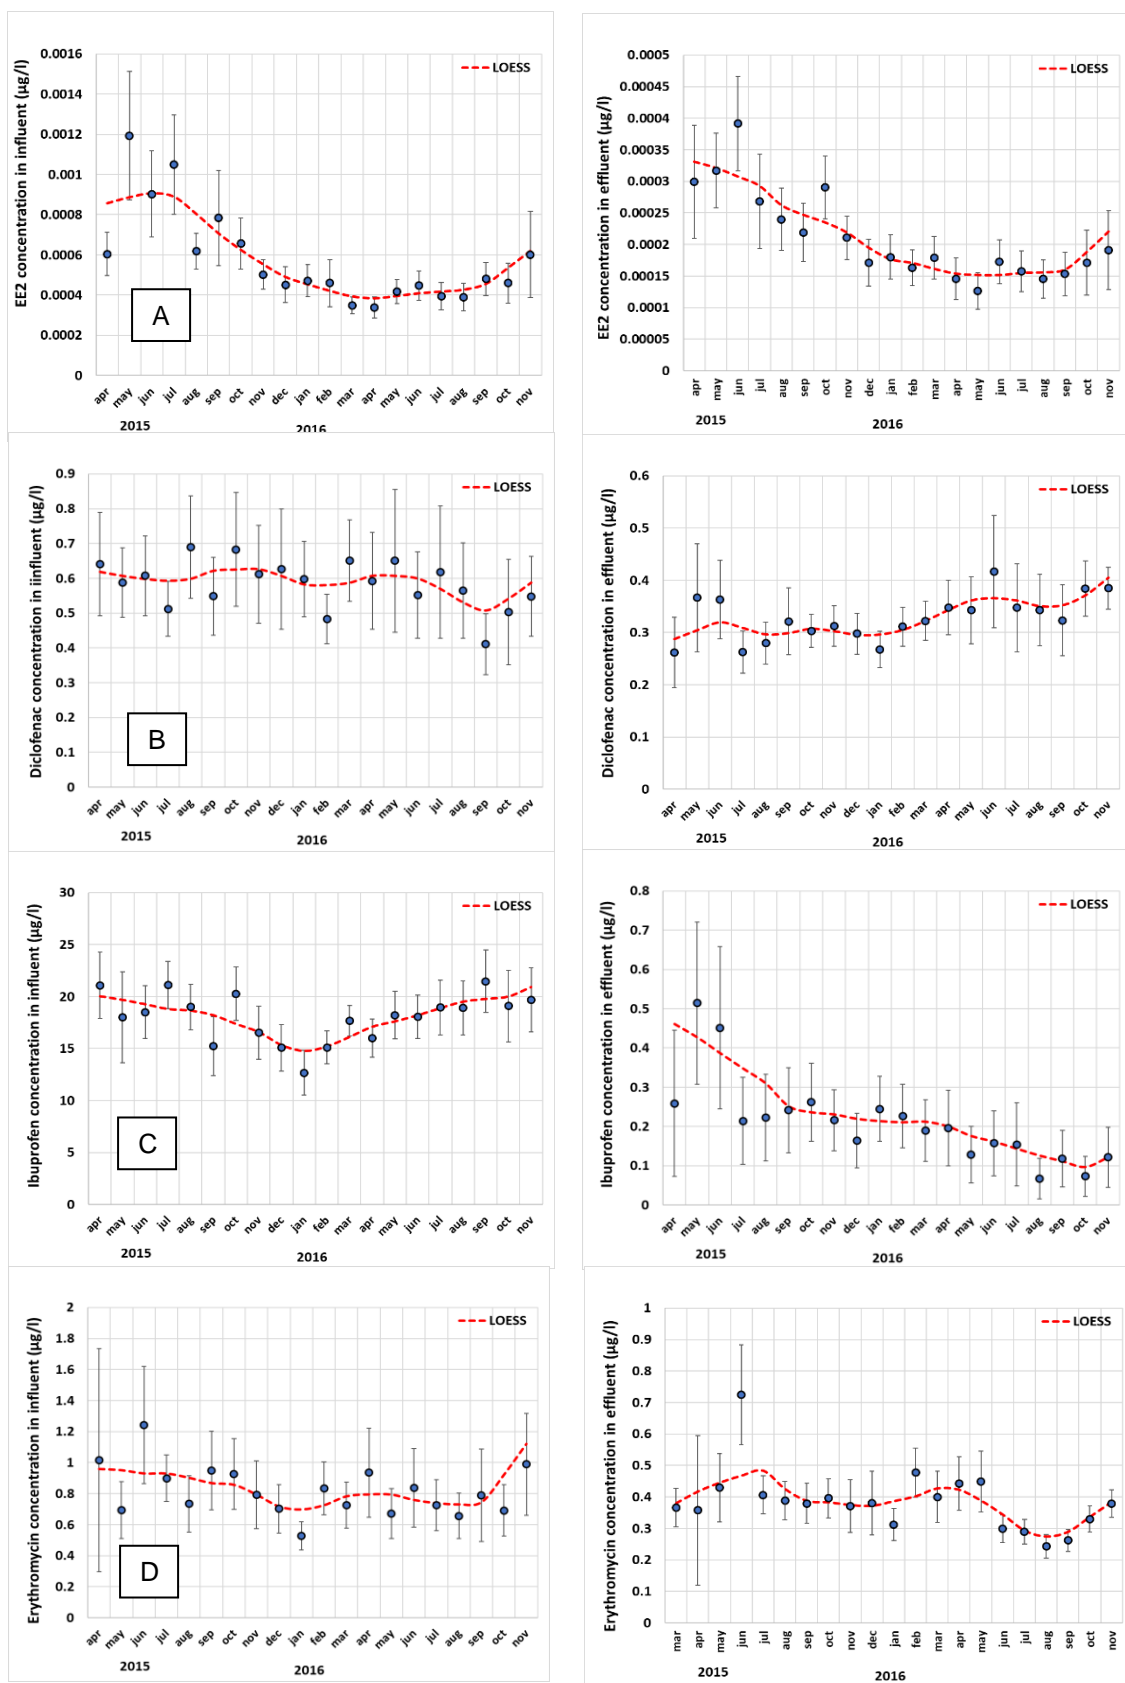 EE2 concentration in influent (µg/l)
0.0016
0.0014
0.0012
0.001
0.0008
0.0006
0.0004
0.0002
0
LOESS
A
apr may jun jul aug sep oct nov dec jan feb mar apr may jun jul aug sep oct nov
2015 2016
EE2 concentration in effluent (µg/l)
0.0005
0.00045
0.0004
0.00035
0.0003
0.00025
0.0002
0.00015
0.0001
0.00005
0
LOESS
apr may jun jul aug sep oct nov dec jan feb mar apr may jun jul aug sep oct nov
2015 2016
Diclofenac concentration in iinfluent (µg/l)
0.9
0.8
0.7
0.6
0.5
0.4
0.3
0.2
0.1
0
LOESS
B
apr may jun jul aug sep oct nov dec jan feb mar apr may jun jul aug sep oct nov
2015 2016
Diclofenac concentration in effluent (µg/l)
0.6
0.5
0.4
0.3
0.2
0.1
0
LOESS
apr may jun jul aug sep oct nov dec jan feb mar apr may jun jul aug sep oct nov
2015 2016
Ibuprofen concentration in influent (µg/l)
30
25
20
15
10
5
0
LOESS
C
apr may jun jul aug sep oct nov dec jan feb mar apr may jun jul aug sep oct nov
2015 2016
Ibuprofen concentration in effluent (µg/l)
0.8
0.7
0.6
0.5
0.4
0.3
0.2
0.1
0
LOESS
apr may jun jul aug sep oct nov dec jan feb mar apr may jun jul aug sep oct nov
2015 2016
Erythromycin concentration in influent (µg/l)
2
1.8
1.6
1.4
1.2
1
0.8
0.6
0.4
0.2
0
LOESS
D
apr may jun jul aug sep oct nov dec jan feb mar apr may jun jul aug sep oct nov
2015 2016
Erythromycin concentration in effluent (µg/l)
1
0.9
0.8
0.7
0.6
0.5
0.4
0.3
0.2
0.1
0
LOESS
mar apr may jun jul aug sep oct nov dec jan feb mar apr may jun jul aug sep oct nov
2015 2016